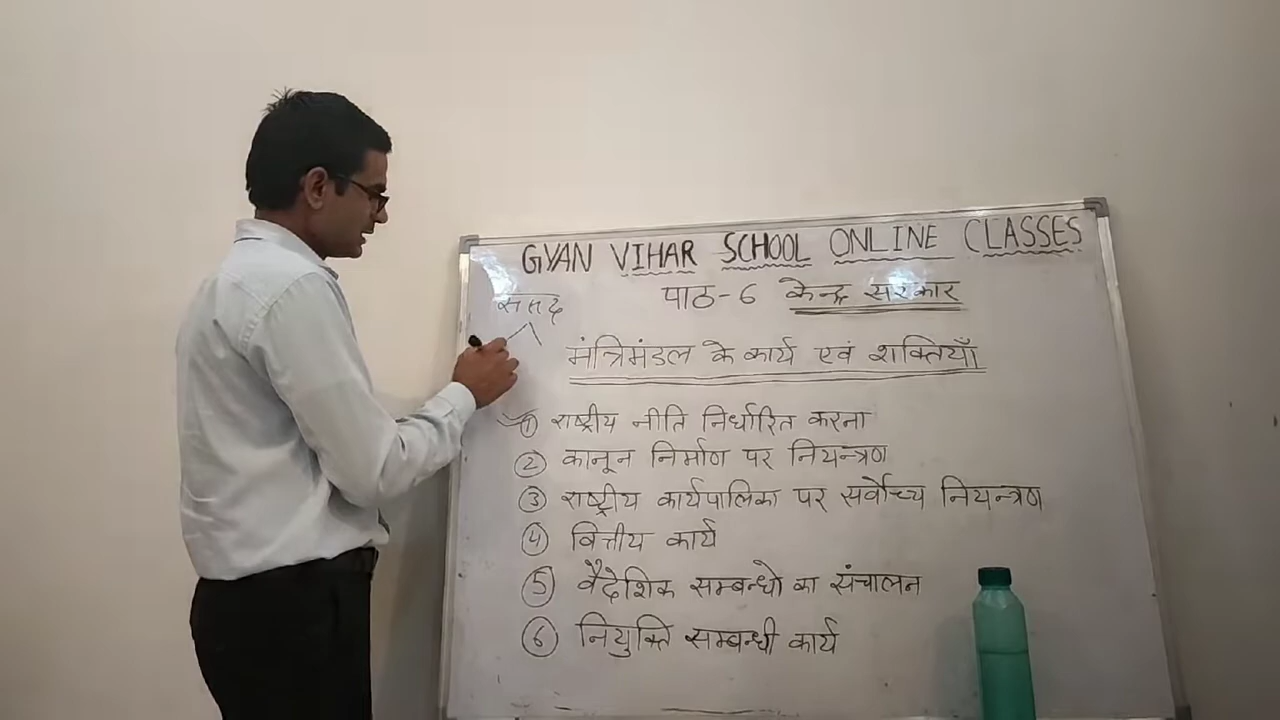 GYAN VIHAR SCHOOL ONLINE CLASSES
पाठ-6 केन्द्र सरकार
संसद
मंत्रिमंडल के कार्य एवं शक्तियाँ
① राष्ट्रीय नीति निर्धारित करना
② कानून निर्माण पर नियन्त्रण
③ राष्ट्रीय कार्यपालिका पर सर्वोच्च नियन्त्रण
④ वित्तीय कार्य
⑤ वैदेशिक सम्बन्धो का संचालन
⑥ नियुक्ति सम्बन्धी कार्य